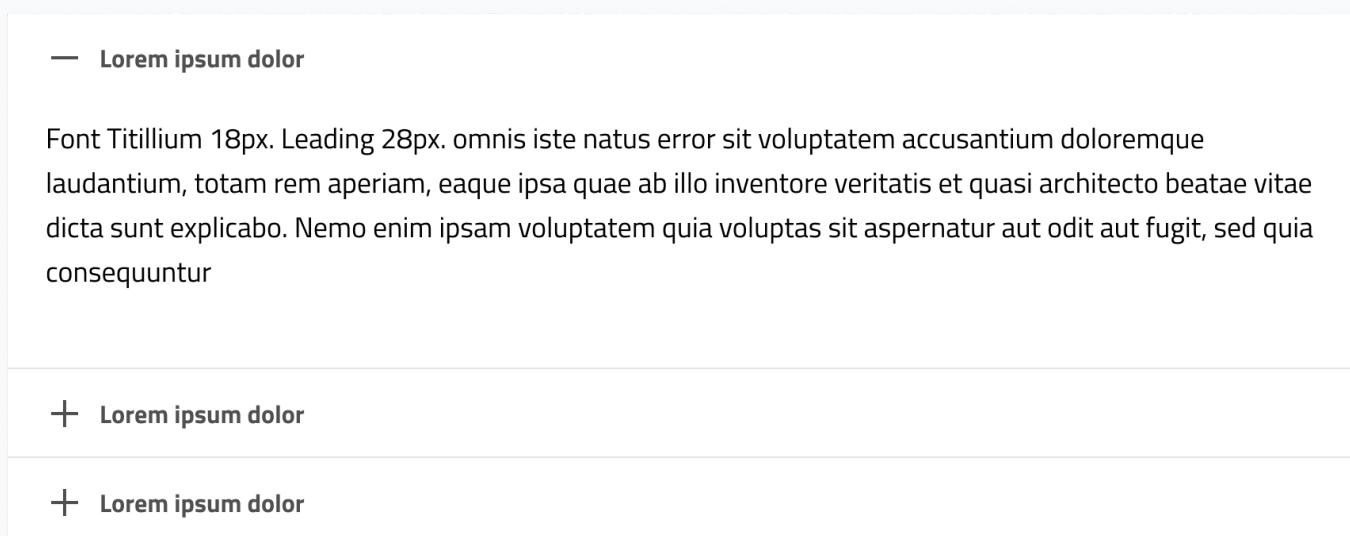 Lorem ipsum dolor
Font Titillium 18px. Leading 28px. omnis iste natus error sit voluptatem accusantium doloremque
laudantium, totam rem aperiam, eaque ipsa quae ab illo inventore veritatis et quasi architecto beatae vitae
dicta sunt explicabo. Nemo enim ipsam voluptatem quia voluptas sit aspernatur aut odit aut fugit, sed quia
consequuntur
Lorem ipsum dolor
Lorem ipsum dolor